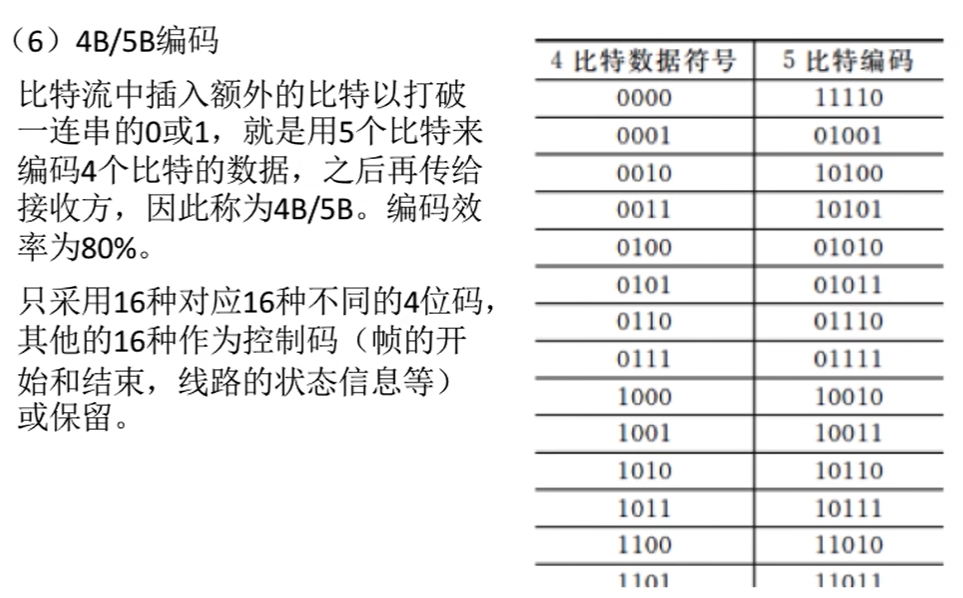 （6）4B/5B编码
比特流中插入额外的比特以打破
一连串的0或1，就是用5个比特来
编码4个比特的数据，之后再传给
接收方，因此称为4B/5B。编码效
率为80%。
只采用16种对应16种不同的4位码，
其他的16种作为控制码（帧的开
始和结束，线路的状态信息等）
或保留。
4 比特数据符号 5 比特编码
0000 11110
0001 01001
0010 10100
0011 10101
0100 01010
0101 01011
0110 01110
0111 01111
1000 10010
1001 10011
1010 10110
1011 10111
1100 11010
1101 11011